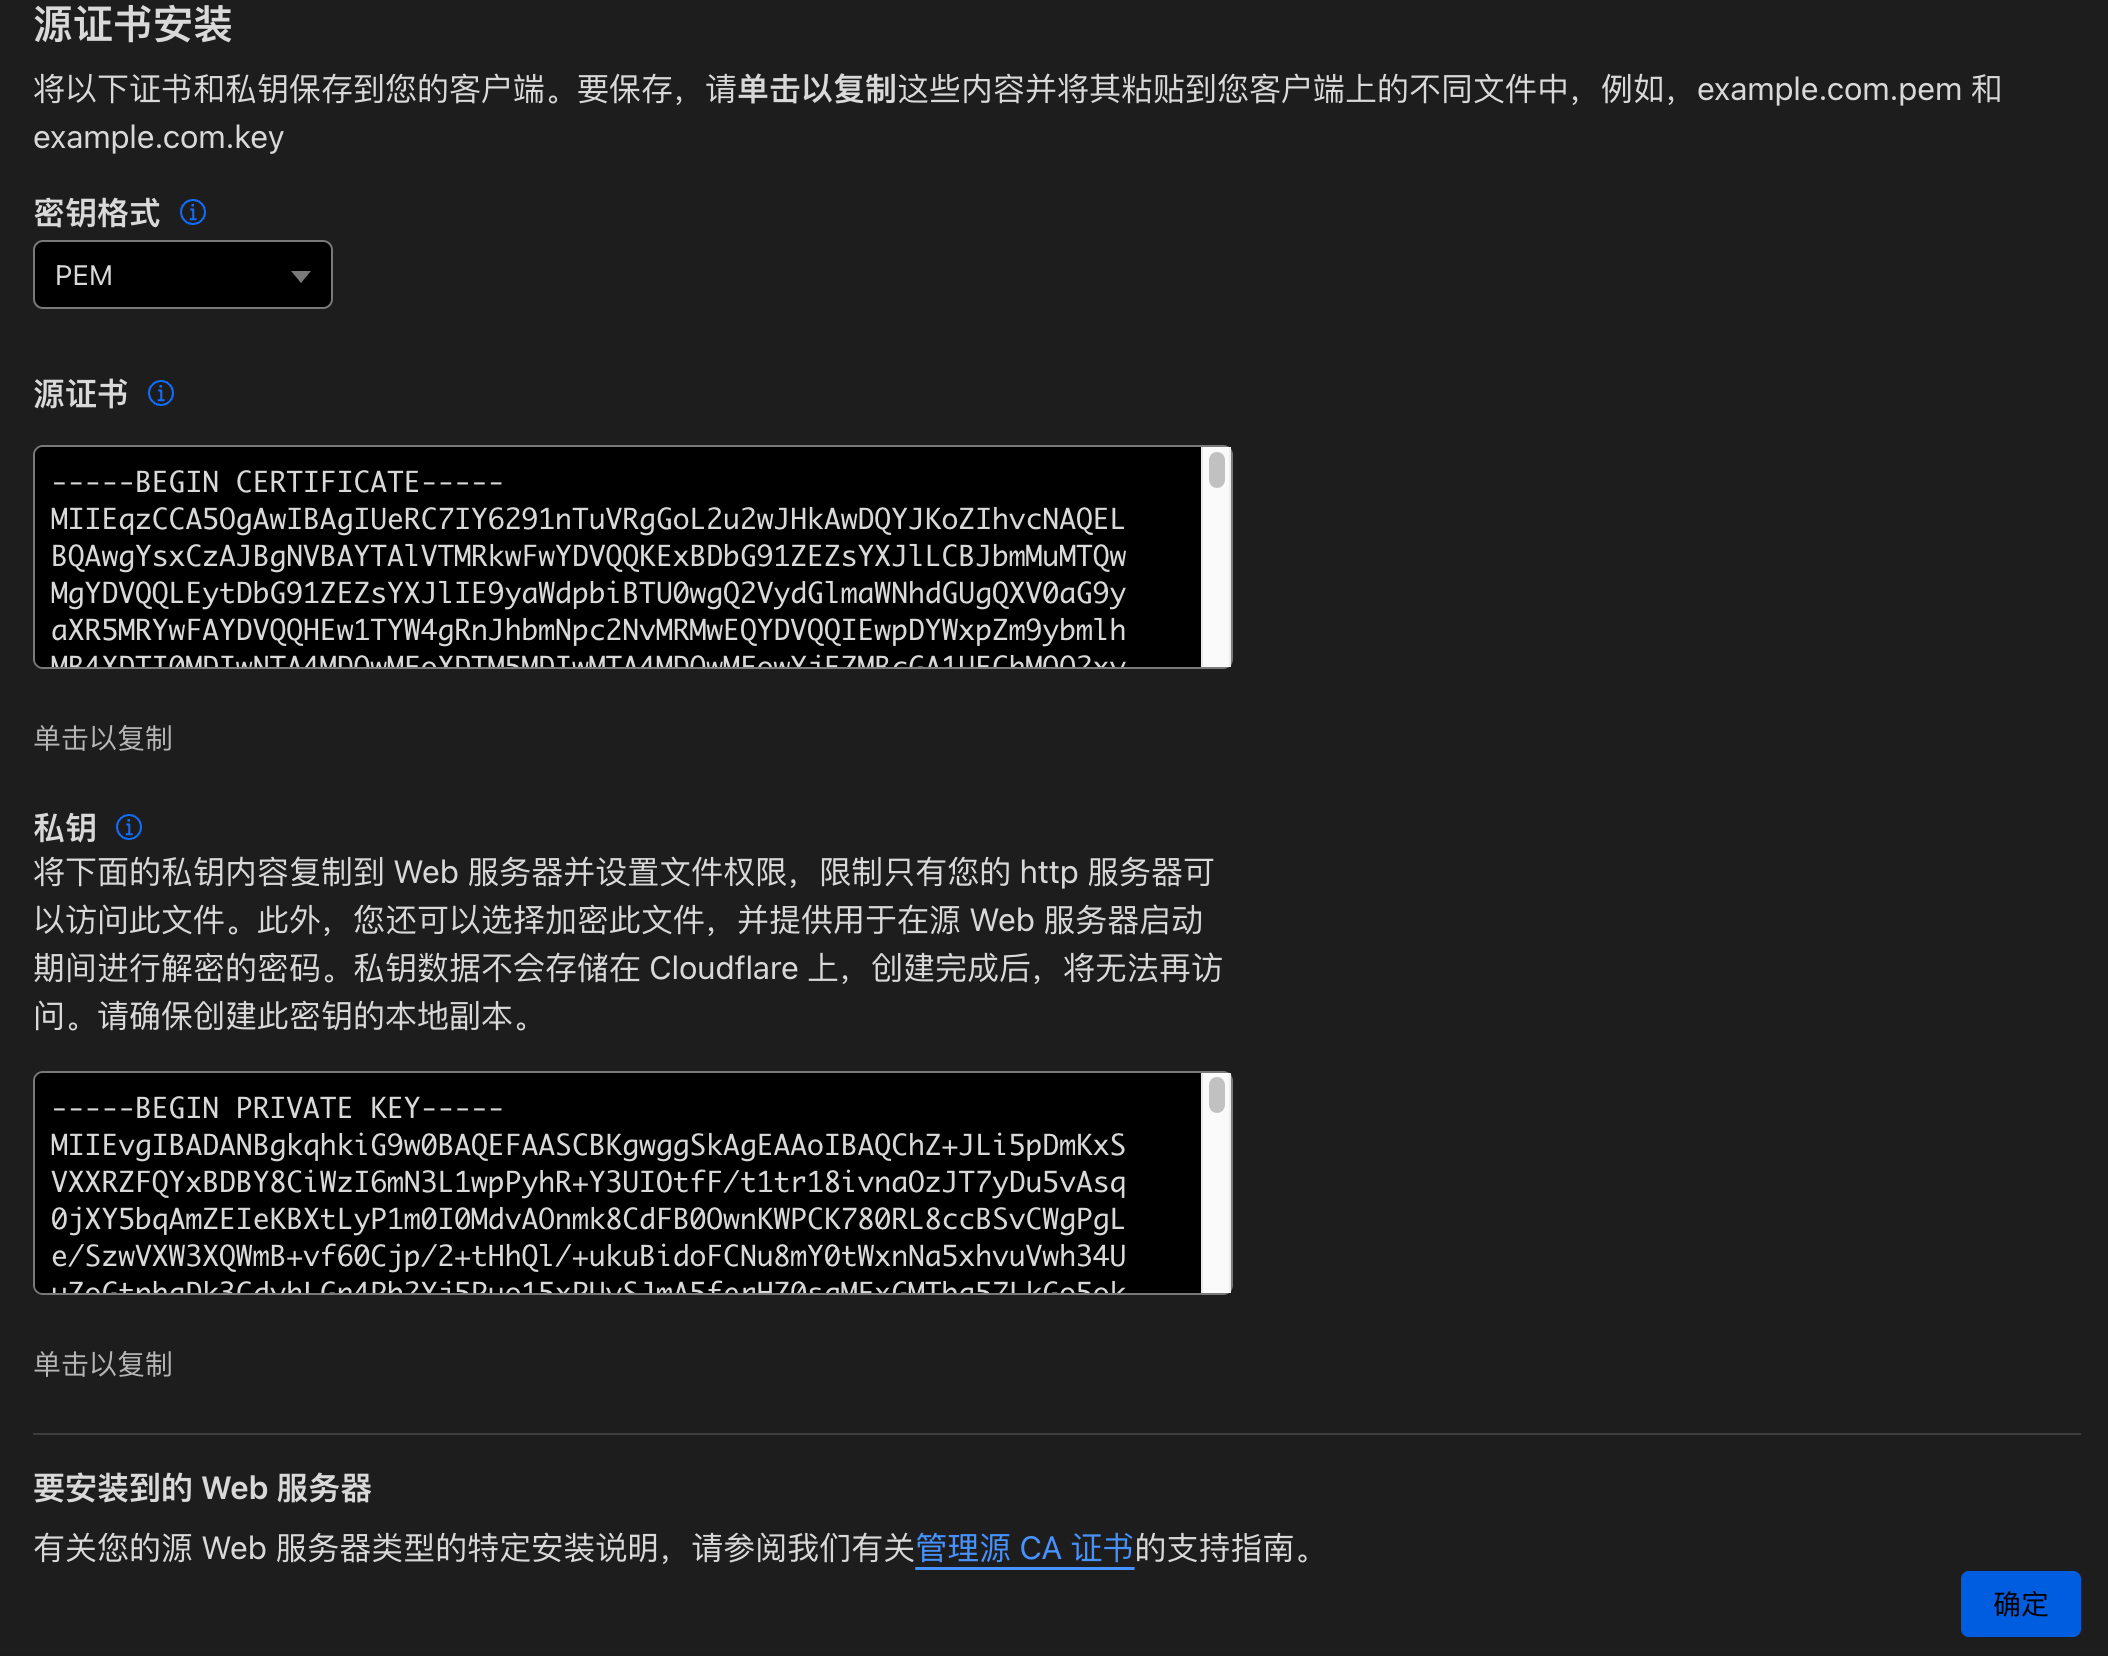 源证书安装
将以下证书和私钥保存到您的客户端。要保存，请单击以复制这些内容并将其粘贴到您客户端上的不同文件中，例如，example.com.pem 和
example.com.key
密钥格式
PEM
源证书
-----BEGIN CERTIFICATE-----
MIIEqzCCA5OgAwIBAgIUeRC7IY6291nTuVRgGoL2u2wJHkAwDQYJKoZIhvcNAQEL
BQAwgYsxCzAJBgNVBAYTAlVTMRkwFwYDVQQKExBDbG91ZEZsYXJlLCBJbmMuMTQw
MgYDVQQLEytDbG91ZEZsYXJlIE9yaWdpbiBTU0wgQ2VydGlmaWNhdGUgQXV0aG9y
aXR5MRYwFAYDVQQHEw1TYW4gRnJhbmNpc2NvMRMwEQYDVQQIEwpDYWxpZm9ybmlh
单击以复制
私钥
将下面的私钥内容复制到 Web 服务器并设置文件权限，限制只有您的 http 服务器可
以访问此文件。此外，您还可以选择加密此文件，并提供用于在源 Web 服务器启动
期间进行解密的密码。私钥数据不会存储在 Cloudflare 上，创建完成后，将无法再访
问。请确保创建此密钥的本地副本。
-----BEGIN PRIVATE KEY-----
MIIEvgIBADANBgkqhkiG9w0BAQEFAASCBKgwggSkAgEAAoIBAQChZ+JLi5pDmKxS
VXXRZFQYxBDBY8CiWzI6mN3L1wpPyhR+Y3UIOtfF/t1tr18ivnaOzJT7yDu5vAsq
0jXY5bqAmZEIeKBXtLyP1m0I0MdvAOnmk8CdFB0OwnKWPCK780RL8ccBSvCWgPgL
e/SzwVXW3XQWmB+vf60Cjp/2+tHhQl/+ukuBidoFCNu8mY0tWxnNa5xhvuVwh34U
单击以复制
要安装到的 Web 服务器
有关您的源 Web 服务器类型的特定安装说明，请参阅我们有关管理源 CA 证书的支持指南。
确定